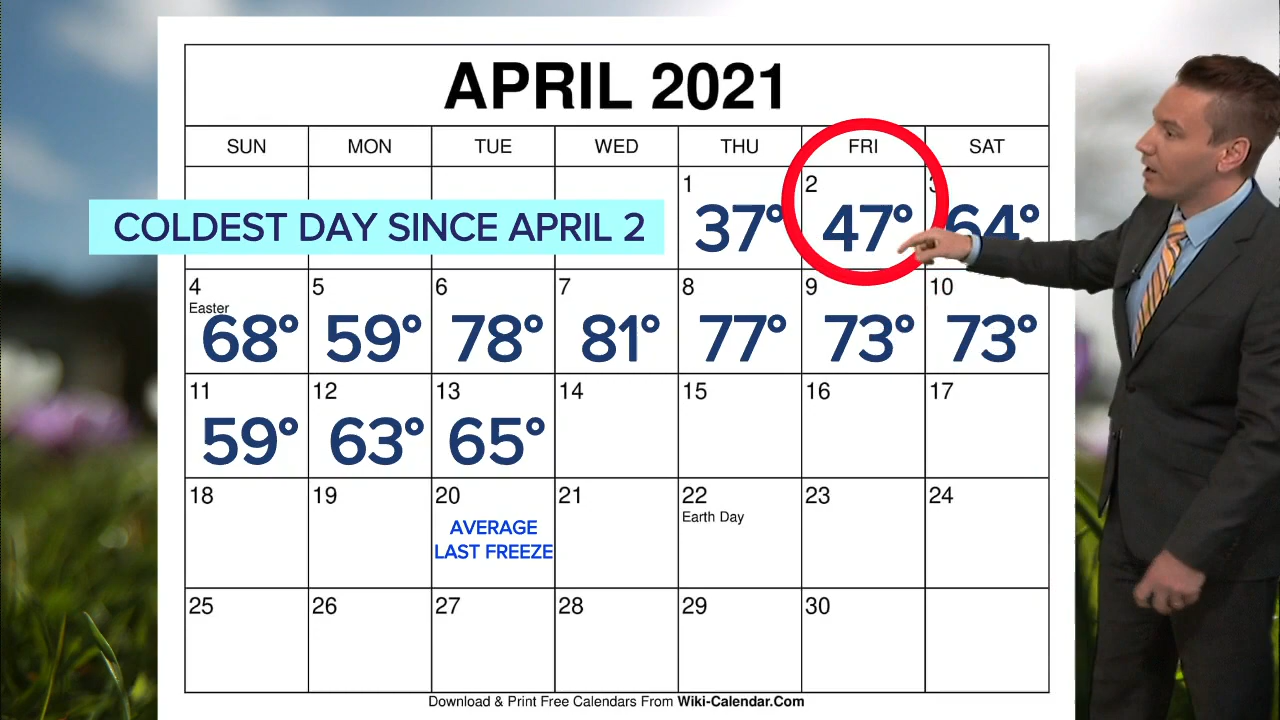 APRIL 2021
SUN MON TUE WED THU FRI SAT
1 2 3
COLDEST DAY SINCE APRIL 2
37° 47° 64°
4 5 6 7 8 9 10
Easter
68° 59° 78° 81° 77° 73° 73°
11 12 13 14 15 16 17
59° 63° 65°
18 19 20 21 22 23 24
Earth Day
AVERAGE
LAST FREEZE
25 26 27 28 29 30
Download & Print Free Calendars From Wiki-Calendar.Com